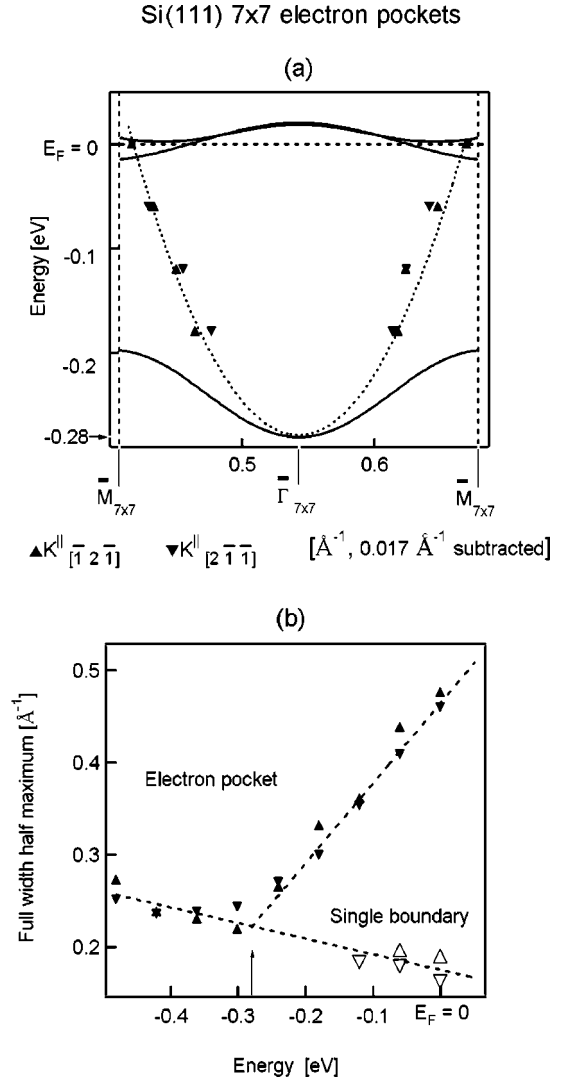 Si(111) 7x7 electron pockets
(a)
E_F = 0
-0.1
-0.2
-0.28
Energy [eV]
0.5
0.6
M̄_7x7
Γ̄_7x7
M̄_7x7
▲K^||_[1̄ 2 1̄] ▼K^||_[2 1̄ 1̄] [Å^-1, 0.017 Å^-1 subtracted]
(b)
0.5
0.4
0.3
0.2
Full width half maximum [Å^-1]
Electron pocket
Single boundary
-0.4
-0.3
-0.2
-0.1
E_F = 0
Energy [eV]